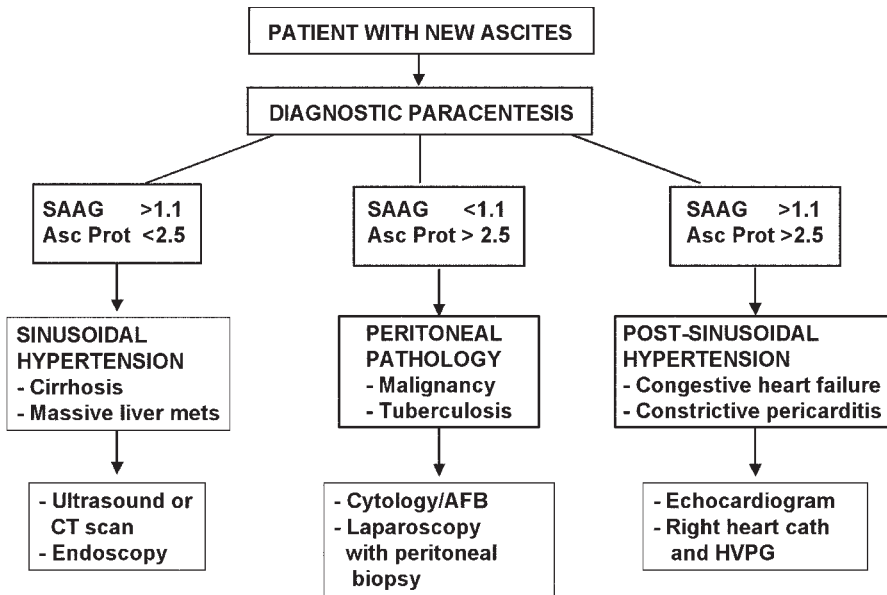 PATIENT WITH NEW ASCITES
DIAGNOSTIC PARACENTESIS
SAAG >1.1
Asc Prot <2.5
SAAG <1.1
Asc Prot > 2.5
SAAG >1.1
Asc Prot >2.5
SINUSOIDAL
HYPERTENSION
- Cirrhosis
- Massive liver mets
PERITONEAL
PATHOLOGY
- Malignancy
- Tuberculosis
POST-SINUSOIDAL
HYPERTENSION
- Congestive heart failure
- Constrictive pericarditis
- Ultrasound or
CT scan
- Endoscopy
- Cytology/AFB
- Laparoscopy
with peritoneal
biopsy
- Echocardiogram
- Right heart cath
and HVPG